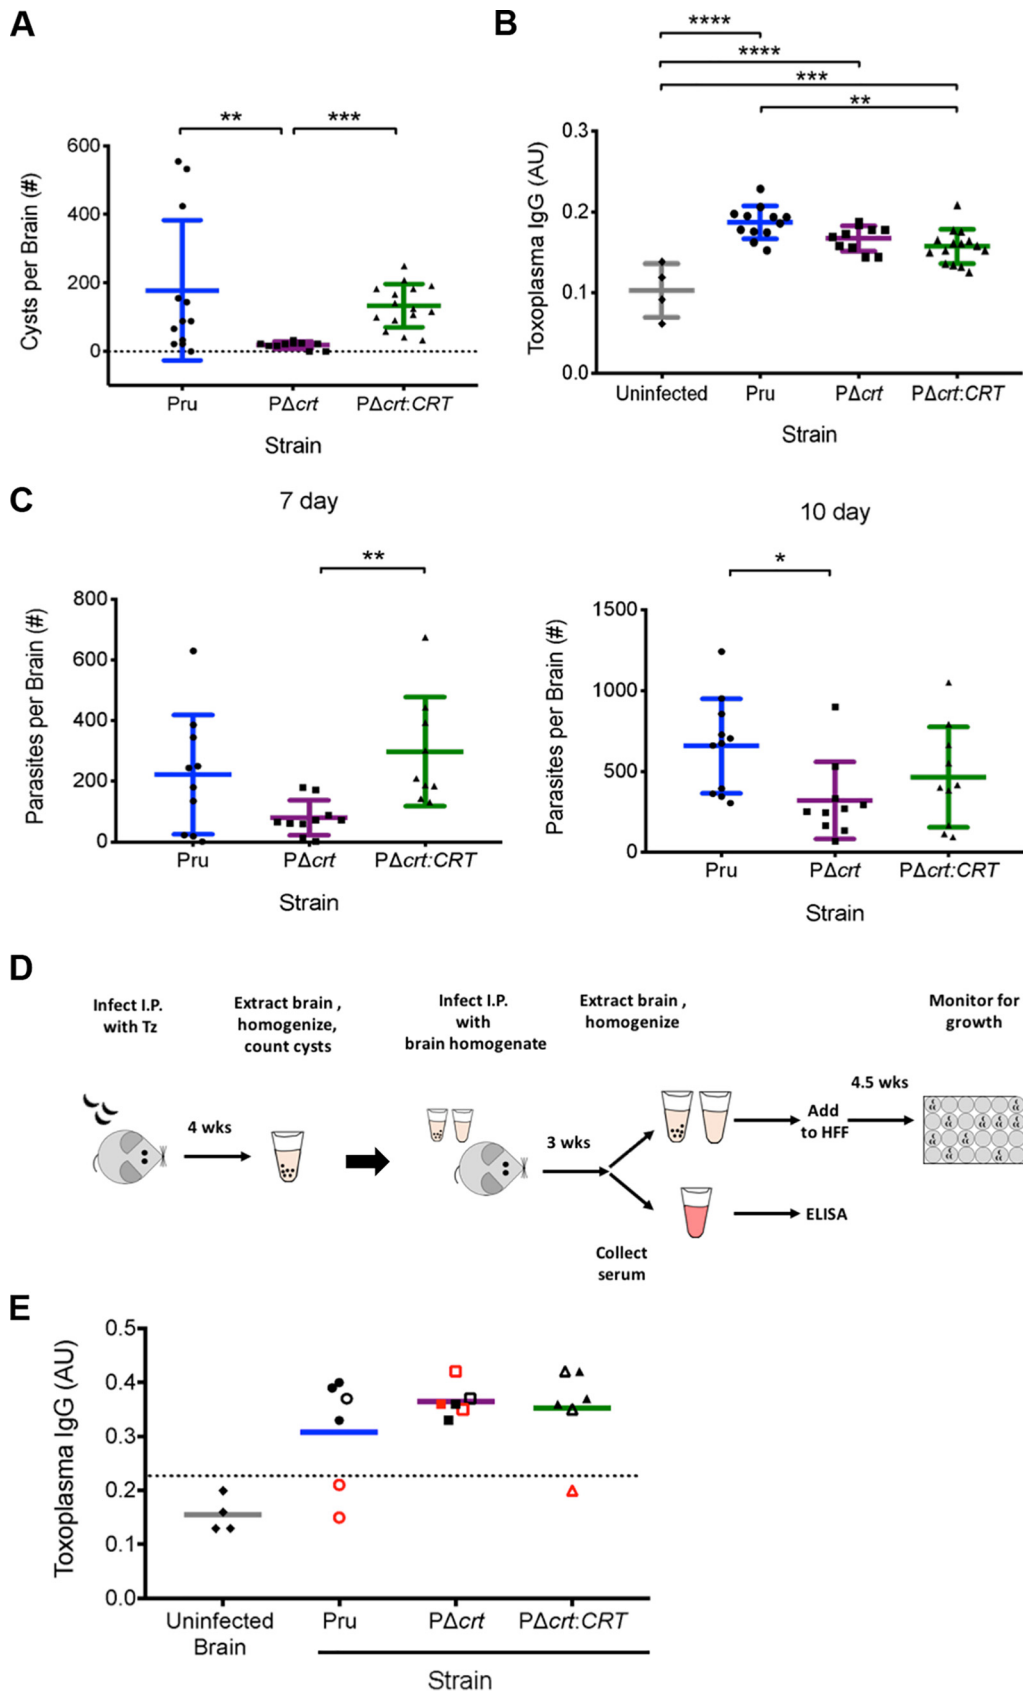 A
**
***
600
400
200
0
Cysts per Brain (#)
Pru
PΔcrt
PΔcrt:CRT
Strain
B
****
****
***
**
0.3
0.2
0.1
0.0
Toxoplasma IgG (AU)
Uninfected
Pru
PΔcrt
PΔcrt:CRT
Strain
C
7 day
**
800
600
400
200
0
Parasites per Brain (#)
Pru
PΔcrt
PΔcrt:CRT
Strain
10 day
*
1500
1000
500
0
Parasites per Brain (#)
Pru
PΔcrt
PΔcrt:CRT
Strain
D
Infect I.P.
with Tz
Extract brain ,
homogenize,
count cysts
Infect I.P.
with
brain homogenate
Extract brain ,
homogenize
Monitor for
growth
4 wks
3 wks
Add
to HFF
4.5 wks
Collect
serum
ELISA
E
0.5
0.4
0.3
0.2
0.1
0.0
Toxoplasma IgG (AU)
Uninfected
Brain
Pru
PΔcrt
PΔcrt:CRT
Strain